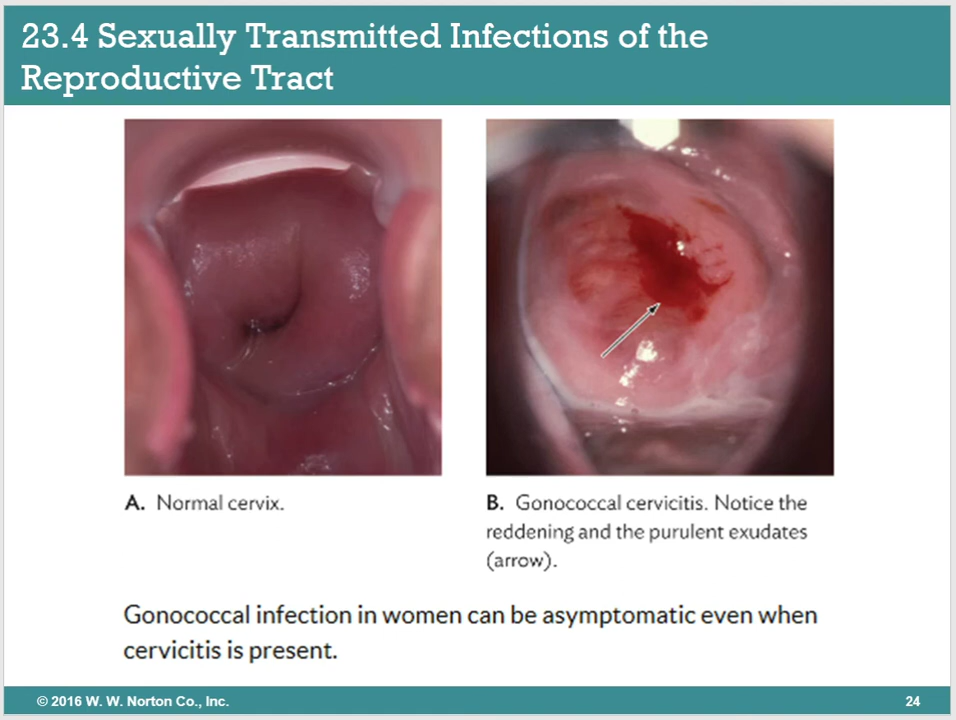 23.4 Sexually Transmitted Infections of the
Reproductive Tract
A. Normal cervix.
B. Gonococcal cervicitis. Notice the
reddening and the purulent exudates
(arrow).
Gonococcal infection in women can be asymptomatic even when
cervicitis is present.
© 2016 W. W. Norton Co., Inc.
24